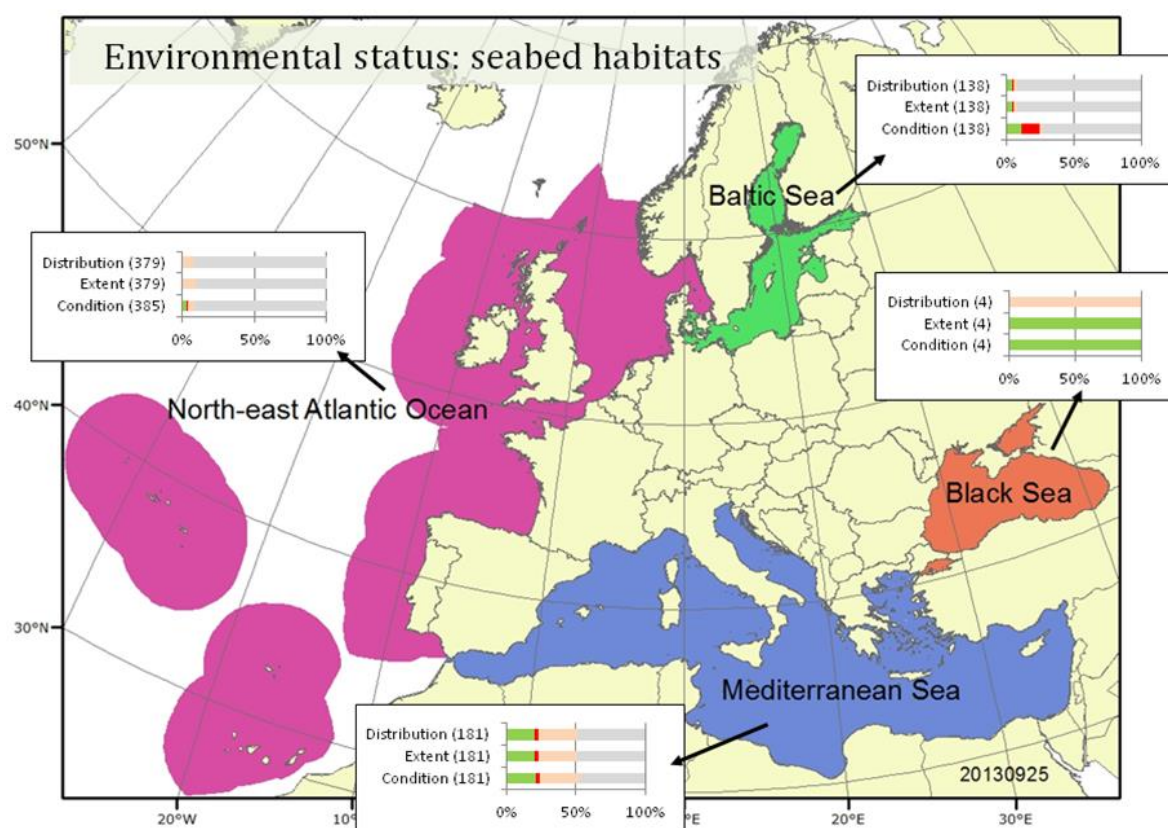 Environmental status: seabed habitats
Distribution (138)
Extent (138)
Condition (138)
0% 50% 100%
50°N
Baltic Sea
Distribution (379)
Extent (379)
Condition (385)
0% 50% 100%
Distribution (4)
Extent (4)
Condition (4)
0% 50% 100%
40°N
North-east Atlantic Ocean
Black Sea
30°N
Mediterranean Sea
Distribution (181)
Extent (181)
Condition (181)
0% 50% 100%
20130925
20°W 10° 0° 20°E 30°E